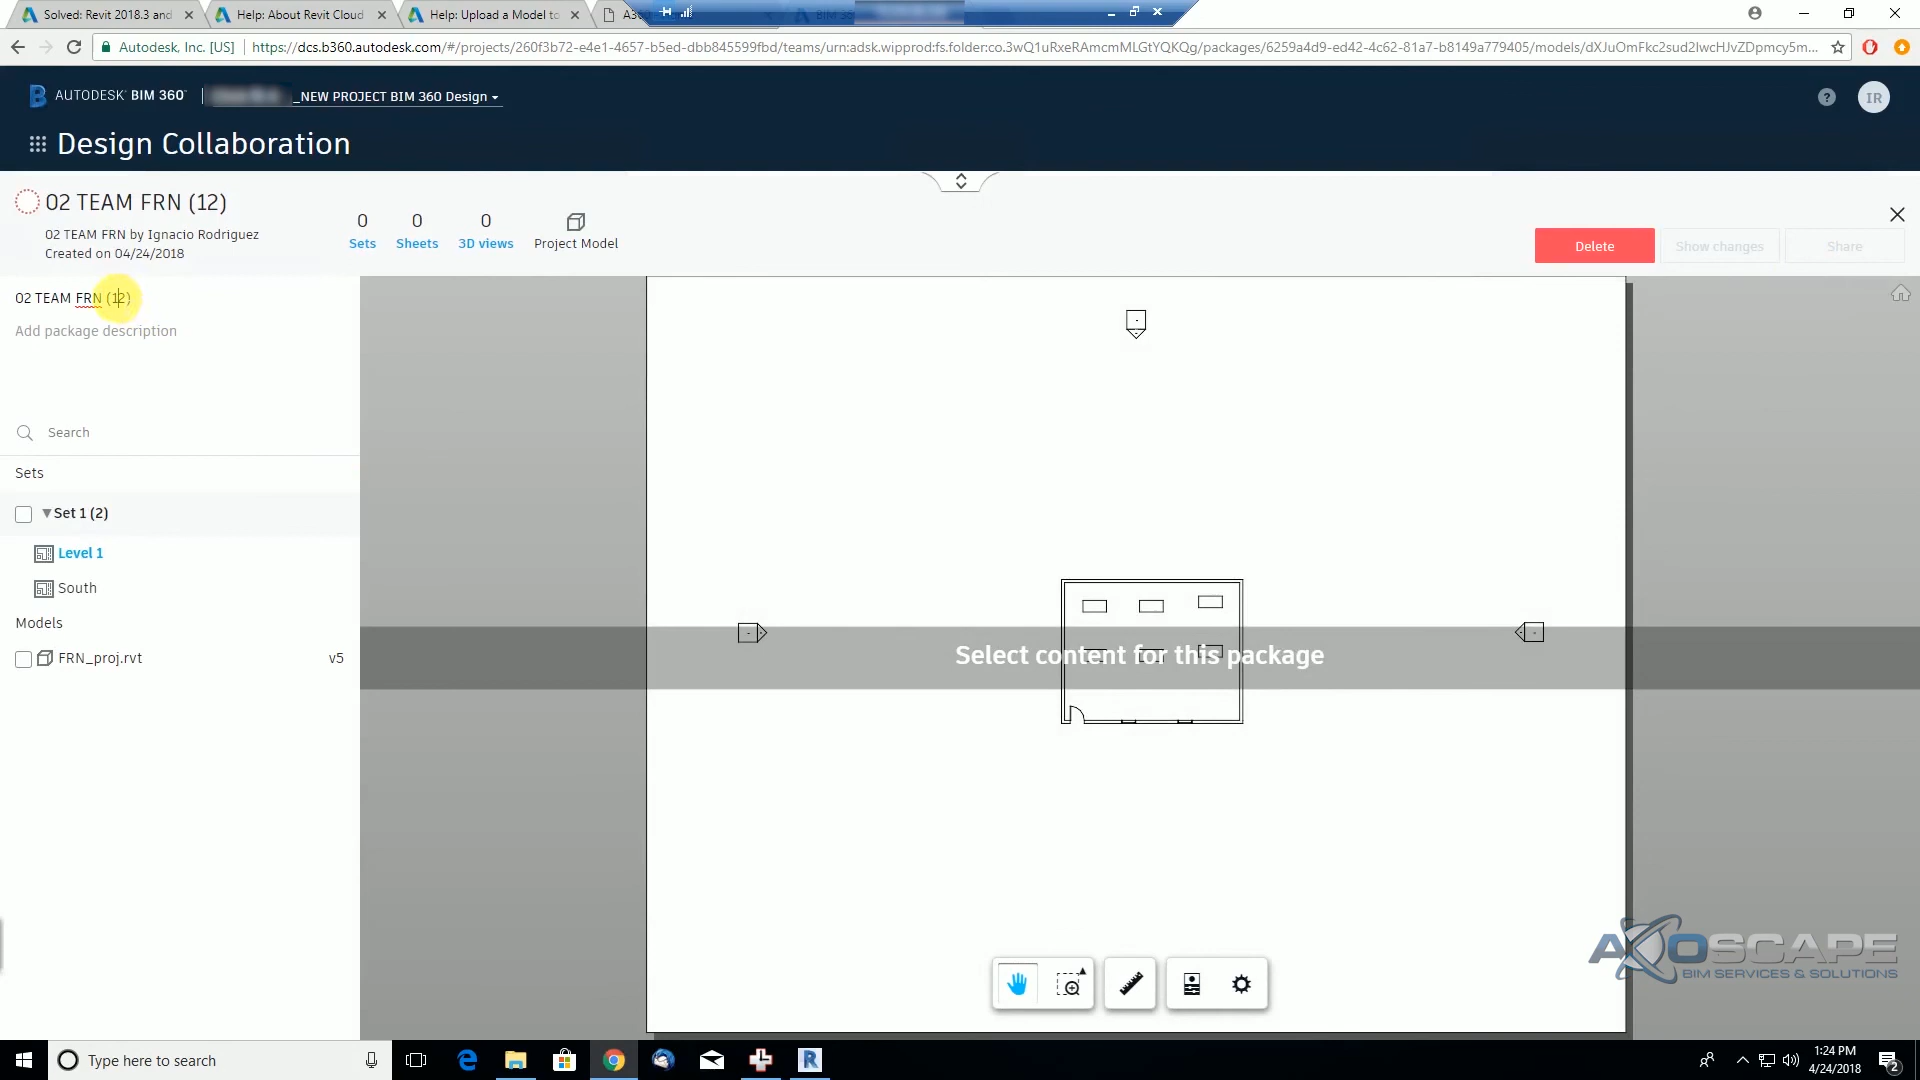 Solved: Revit 2018.3 and
Help: About Revit Cloud
Help: Upload a Model to
Autodesk, Inc. [US]
https://dcs.b360.autodesk.com/#/projects/260f3b72-e4e1-4657-b5ed-dbb845599fbd/teams/urn:adsk.wipprod:fs.folder:co.3wQ1uRxeRAmcmMLGtYQKQg/packages/6259a4d9-ed42-4c62-81a7-b8149a779405/models/dXJuOmFkc2sud2lwcHJvZDpmcy5m...
AUTODESK® BIM 360™
_NEW PROJECT BIM 360 Design
? IR
Design Collaboration
02 TEAM FRN (12)
02 TEAM FRN by Ignacio Rodriguez
Created on 04/24/2018
0 0 0
Sets Sheets 3D views Project Model
Delete Show changes Share
02 TEAM FRN (12)
Add package description
Search
Sets
Set 1 (2)
Level 1
South
Models
FRN_proj.rvt v5
Select content for this package
AXOSCAPE
BIM SERVICES & SOLUTIONS
Type here to search
R
1:24 PM
4/24/2018
2